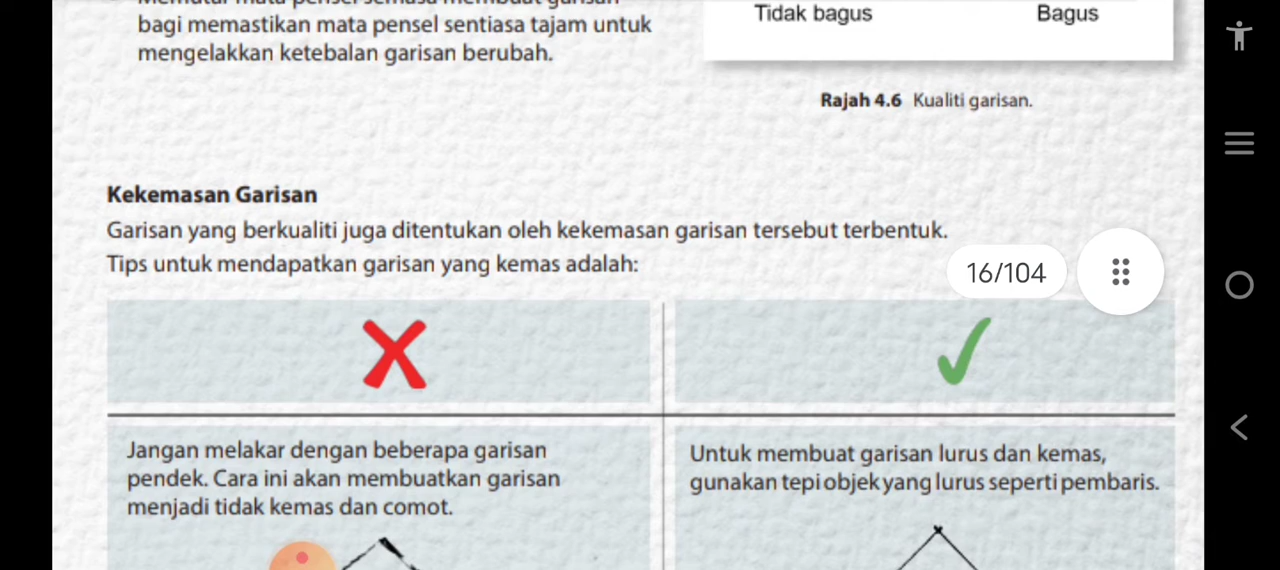 bagi memastikan mata pensel sentiasa tajam untuk
mengelakkan ketebalan garisan berubah.
Tidak bagus
Bagus
Rajah 4.6 Kualiti garisan.
Kekemasan Garisan
Garisan yang berkualiti juga ditentukan oleh kekemasan garisan tersebut terbentuk.
Tips untuk mendapatkan garisan yang kemas adalah:
16/104
Jangan melakar dengan beberapa garisan
pendek. Cara ini akan membuatkan garisan
menjadi tidak kemas dan comot.
Untuk membuat garisan lurus dan kemas,
gunakan tepi objek yang lurus seperti pembaris.